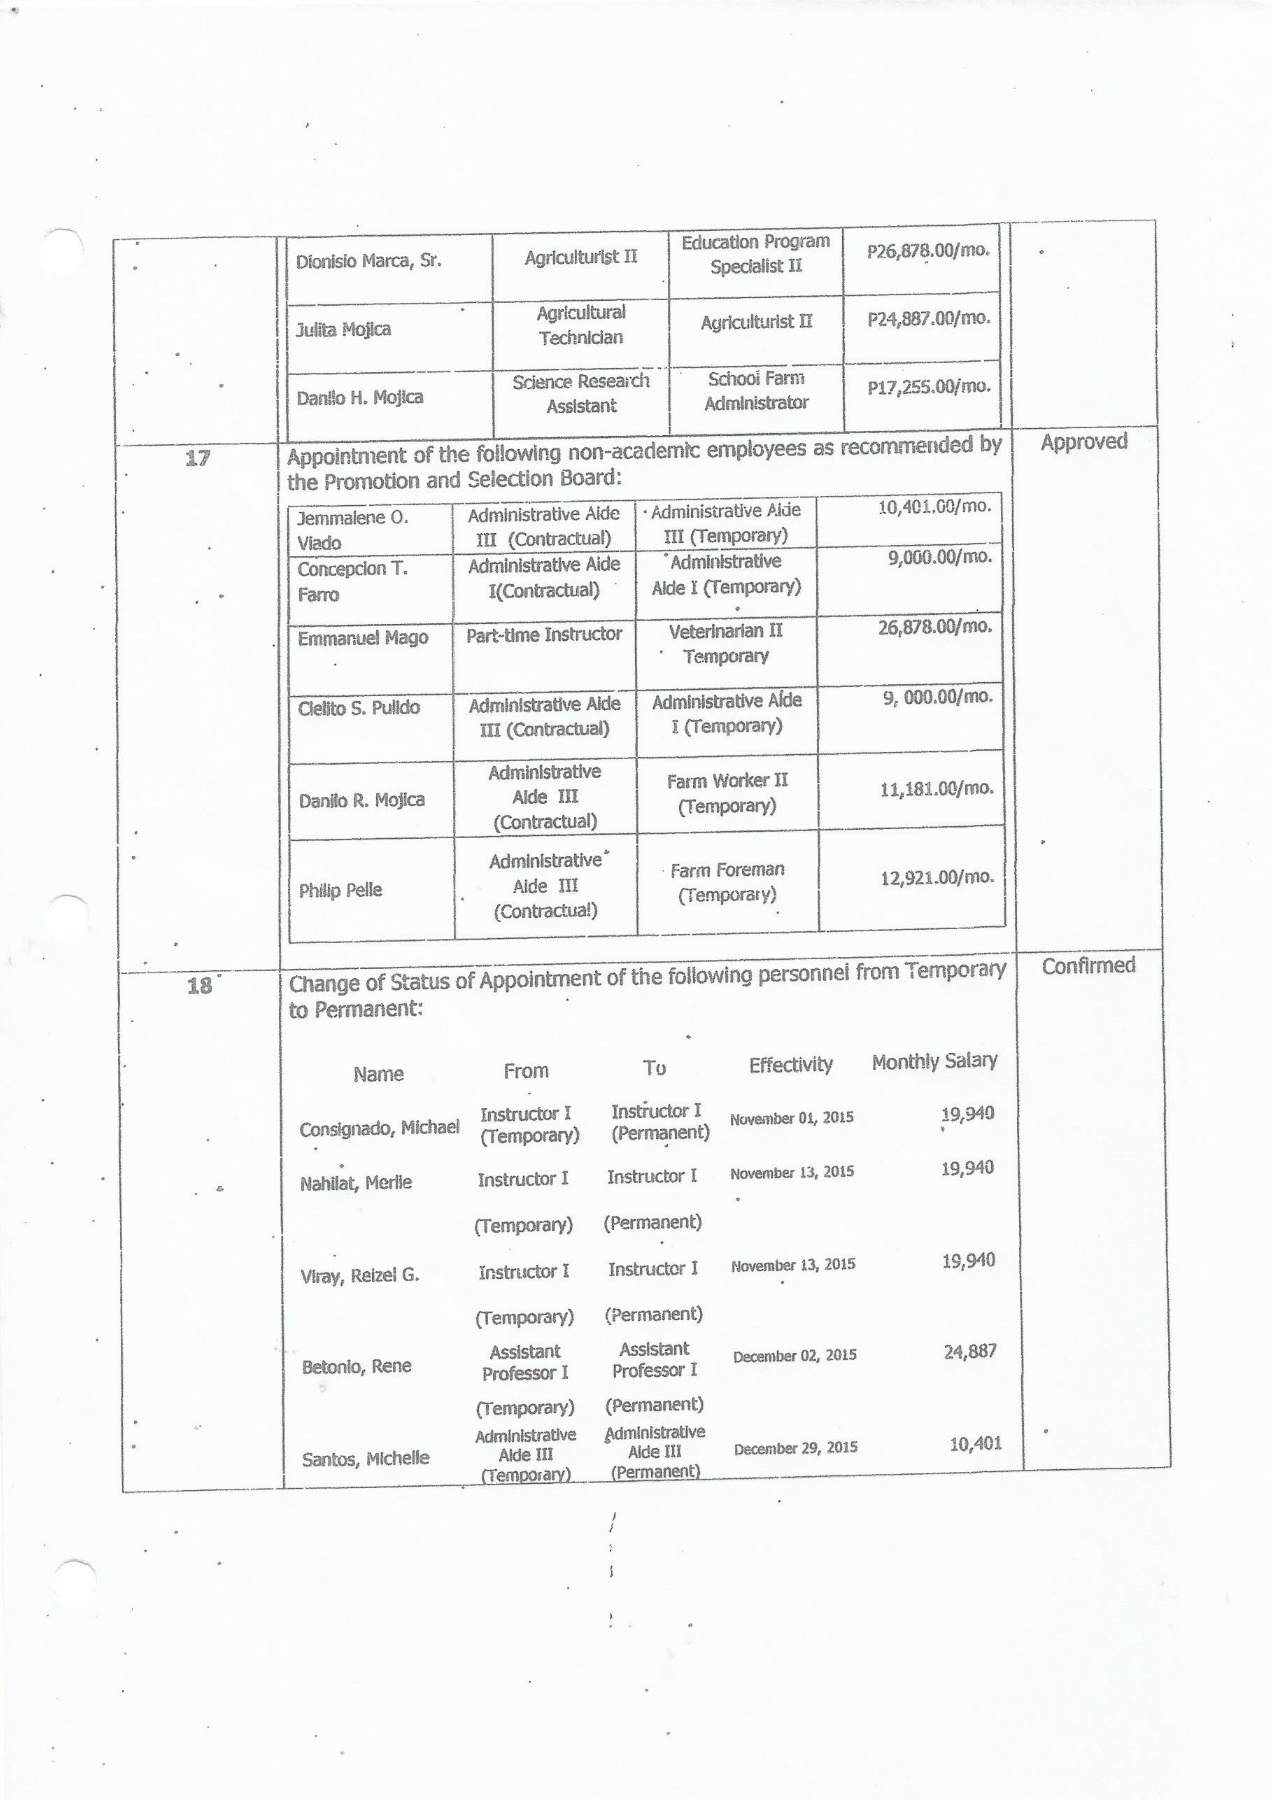 Dionisio Marca, Sr.
Agriculturist II
Education Program
Specialist II
P26,878.00/mo.
Julita Mojica
Agricultural
Technician
Agriculturist II
P24,887.00/mo.
Danilo H. Mojica
Science Research
Assistant
School Farm
Administrator
P17,255.00/mo.
17
Appointment of the following non-academic employees as recommended by
the Promotion and Selection Board:
Approved
Jemmalene O.
Viado
Administrative Aide
III (Contractual)
Administrative Aide
III (Temporary)
10,401.00/mo.
Concepcion T.
Farro
Administrative Aide
I(Contractual)
Administrative
Aide I (Temporary)
9,000.00/mo.
Emmanuel Mago
Part-time Instructor
Veterinarian II
Temporary
26,878.00/mo.
Clelito S. Pulido
Administrative Aide
III (Contractual)
Administrative Aide
I (Temporary)
9, 000.00/mo.
Danilo R. Mojica
Administrative
Aide III
(Contractual)
Farm Worker II
(Temporary)
11,181.00/mo.
Philip Pelle
Administrative
Aide III
(Contractual)
Farm Foreman
(Temporary)
12,921.00/mo.
18
Change of Status of Appointment of the following personnel from Temporary
to Permanent:
Confirmed
Name
From
To
Effectivity
Monthly Salary
Consignado, Michael
Instructor I
(Temporary)
Instructor I
(Permanent)
November 01, 2015
19,940
Nahilat, Merlie
Instructor I
(Temporary)
Instructor I
(Permanent)
November 13, 2015
19,940
Viray, Reizel G.
Instructor I
(Temporary)
Instructor I
(Permanent)
November 13, 2015
19,940
Betonio, Rene
Assistant
Professor I
(Temporary)
Assistant
Professor I
(Permanent)
December 02, 2015
24,887
Santos, Michelle
Administrative
Aide III
(Temporary)
Administrative
Aide III
(Permanent)
December 29, 2015
10,401